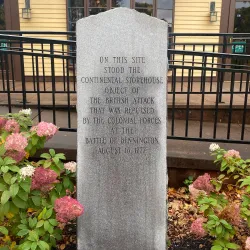 ON THIS SITE
STOOD THE
CONTINENTAL STOREHOUSE
OBJECT OF
THE BRITISH ATTACK
THAT WAS REPULSED
BY THE COLONIAL FORCES
AT THE
BATTLE OF BENNINGTON
AUGUST 16, 1777